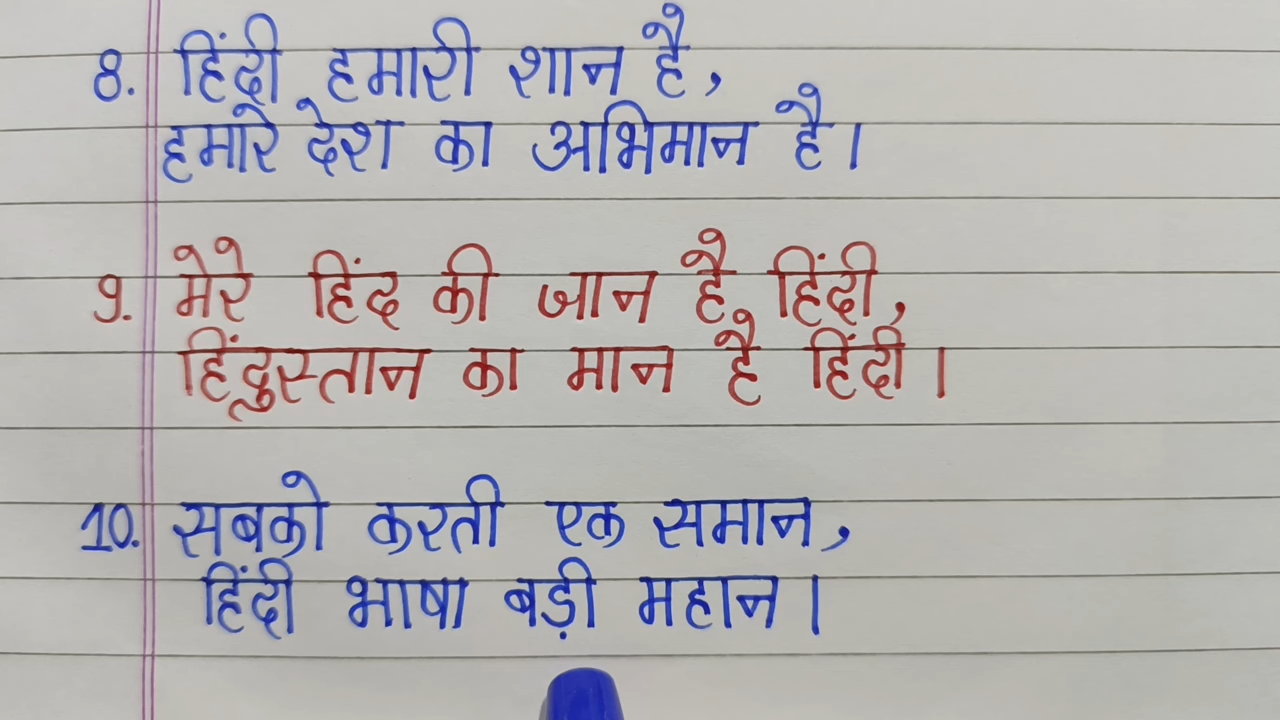 8. हिंदी हमारी शान है,
हमारे देश का अभिमान है।
9. मेरे हिंद की जान है हिंदी,
हिंदुस्तान का मान है हिंदी।
10. सबको करती एक समान,
हिंदी भाषा बड़ी महान।